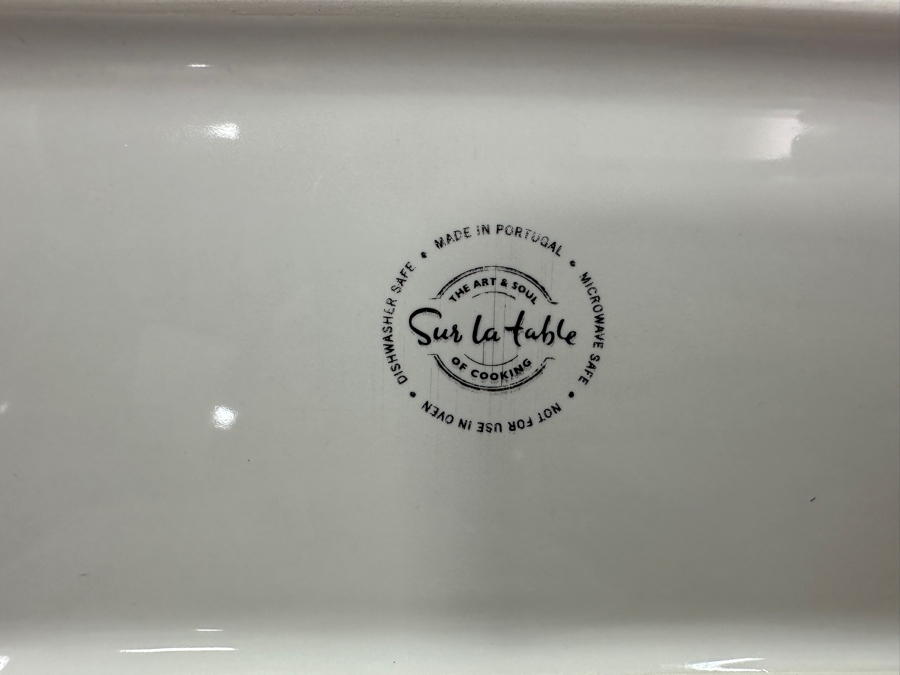 MADE IN PORTUGAL • MICROWAVE SAFE • NOT FOR USE IN OVEN • DISHWASHER SAFE •
THE ART & SOUL
Sur la table
OF COOKING